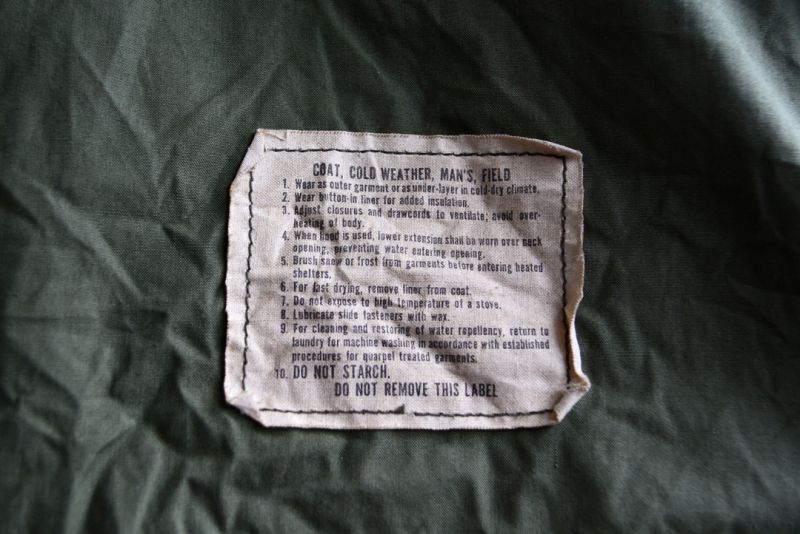 COAT, COLD WEATHER, MAN'S, FIELD
1. Wear as outer garment or as under-layer in cold-dry climate.
2. Wear button-in liner for added insulation.
3. Adjust closures and drawcords to ventilate; avoid over-
heating of body.
4. When hood is used, lower extension shall be worn over neck
opening, preventing water entering opening.
5. Brush snow or frost from garments before entering heated
shelters.
6. For fast drying, remove liner from coat.
7. Do not expose to high temperature of a stove.
8. Lubricate slide fasteners with wax.
9. For cleaning and restoring of water repellency, return to
laundry for machine washing in accordance with established
procedures for quarpel treated garments.
10. DO NOT STARCH.
DO NOT REMOVE THIS LABEL